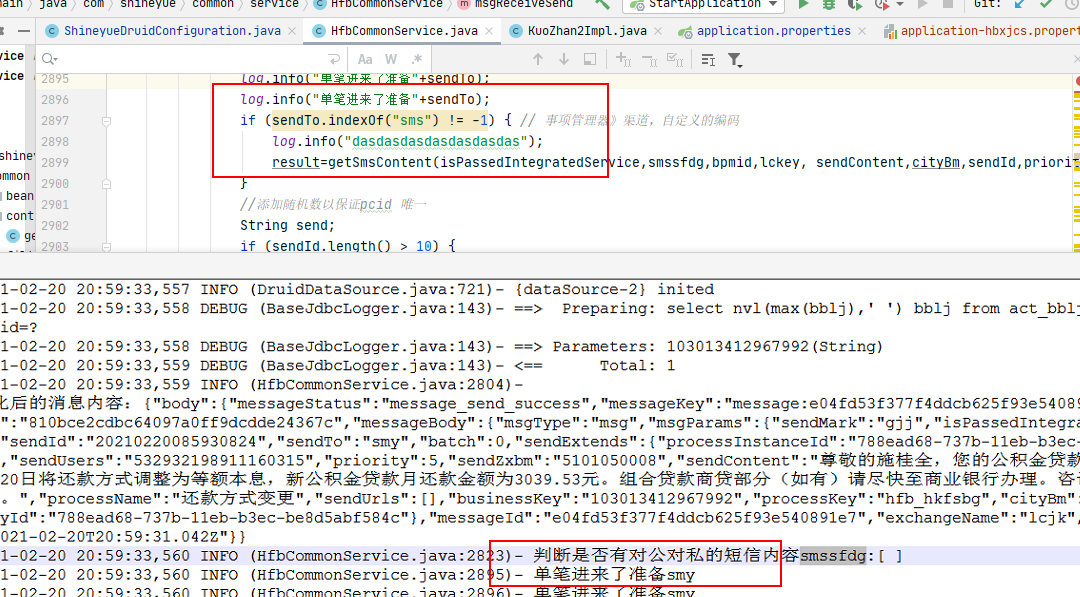 main
java
com
shineyue
common
service
HfbCommonService
msgReceiveSend
StartApplication
Git:
ShineyueDruidConfiguration.java
HfbCommonService.java
KuoZhan2Impl.java
application.properties
application-hbxjcs.propert
Aa W .*
vice
vice
shiney
ommon
bean
cont
ge
2895 log.info("单笔进来了准备"+sendTo);
2896 log.info("单笔进来了准备"+sendTo);
2897 if (sendTo.indexOf("sms") != -1) { // 事项管理器》渠道，自定义的编码
2898 log.info("dasdasdasdasdasdasdas");
2899 result=getSmsContent(isPassedIntegratedService,smssfdg,bpmid,lckey, sendContent,cityBm,sendId,priorit
2900 }
2901 //添加随机数以保证pcid 唯一
2902 String send;
2903 if (sendId.length() > 10) {
1-02-20 20:59:33,557 INFO (DruidDataSource.java:721)- {dataSource-2} inited
1-02-20 20:59:33,558 DEBUG (BaseJdbcLogger.java:143)- ==> Preparing: select nvl(max(bblj),' ') bblj from act_bblj
id=?
1-02-20 20:59:33,558 DEBUG (BaseJdbcLogger.java:143)- ==> Parameters: 103013412967992(String)
1-02-20 20:59:33,559 DEBUG (BaseJdbcLogger.java:143)- <== Total: 1
1-02-20 20:59:33,559 INFO (HfbCommonService.java:2804)-
化后的消息内容: {"body":{"messageStatus":"message_send_success","messageKey":"message:e04fd53f377f4ddcb625f93e54089
":"810bce2cdbc64097a0ff9dcdde24367c","messageBody":{"msgType":"msg","msgParams":{"sendMark":"gjj","isPassedIntegra
"sendId":"20210220085930824","sendTo":"smy","batch":0,"sendExtends":{"processInstanceId":"788ead68-737b-11eb-b3ec-
,"sendUsers":"532932198911160315","priority":5,"sendZxbm":"5101050008","sendContent":"尊敬的施桂全，您的公积金贷款
20日将还款方式调整为等额本息，新公积金贷款月还款金额为3039.53元。组合贷款商贷部分（如有）请尽快至商业银行办理。咨i
。","processName":"还款方式变更","sendUrls":[],"businessKey":"103013412967992","processKey":"hfb_hkfsbg","cityBm":
yId":"788ead68-737b-11eb-b3ec-be8d5abf584c"},"messageId":"e04fd53f377f4ddcb625f93e540891e7","exchangeName":"lcjk",
021-02-20T20:59:31.042Z"}}
1-02-20 20:59:33,560 INFO (HfbCommonService.java:2823)- 判断是否有对公对私的短信内容smssfdg:[ ]
1-02-20 20:59:33,560 INFO (HfbCommonService.java:2895)- 单笔进来了准备smy
1-02-20 20:59:33,560 INFO (HfbCommonService.java:2896)- 单笔进来了准备smy